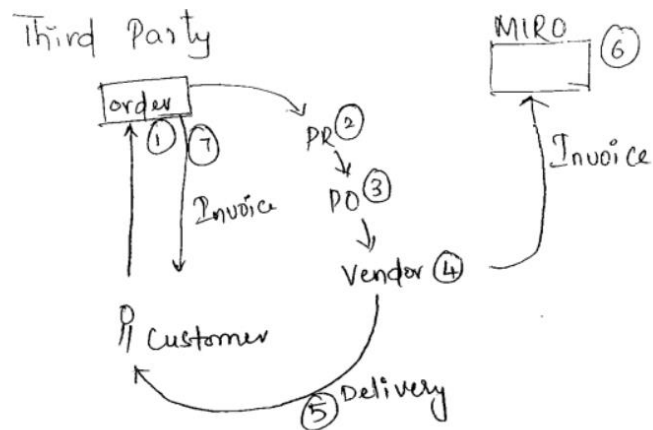 Third Party
MIRO
6
order
1
7
PR 2
Invoice
PO 3
Invoice
Vendor 4
Customer
Delivery
5